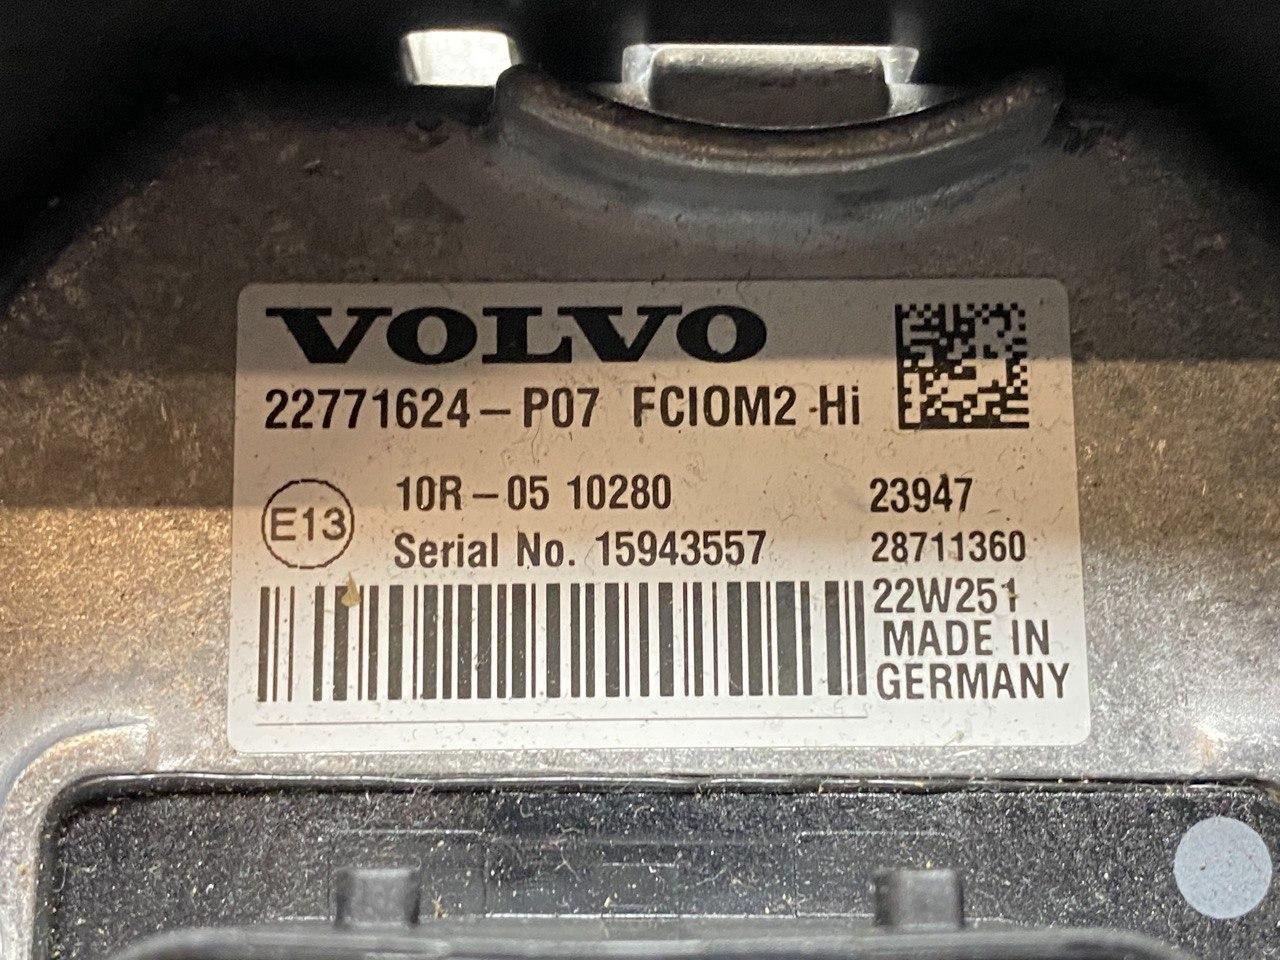 VOLVO
22771624-P07 FCIOM2-Hi
E13
10R-05 10280
23947
Serial No. 15943557
28711360
22W251
MADE IN
GERMANY